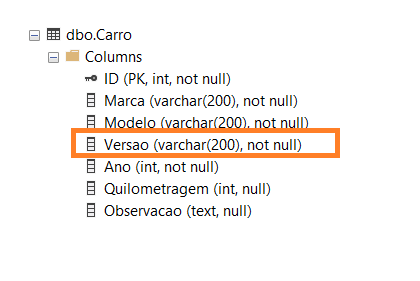 dbo.Carro
Columns
ID (PK, int, not null)
Marca (varchar(200), not null)
Modelo (varchar(200), not null)
Versao (varchar(200), not null)
Ano (int, not null)
Quilometragem (int, null)
Observacao (text, null)